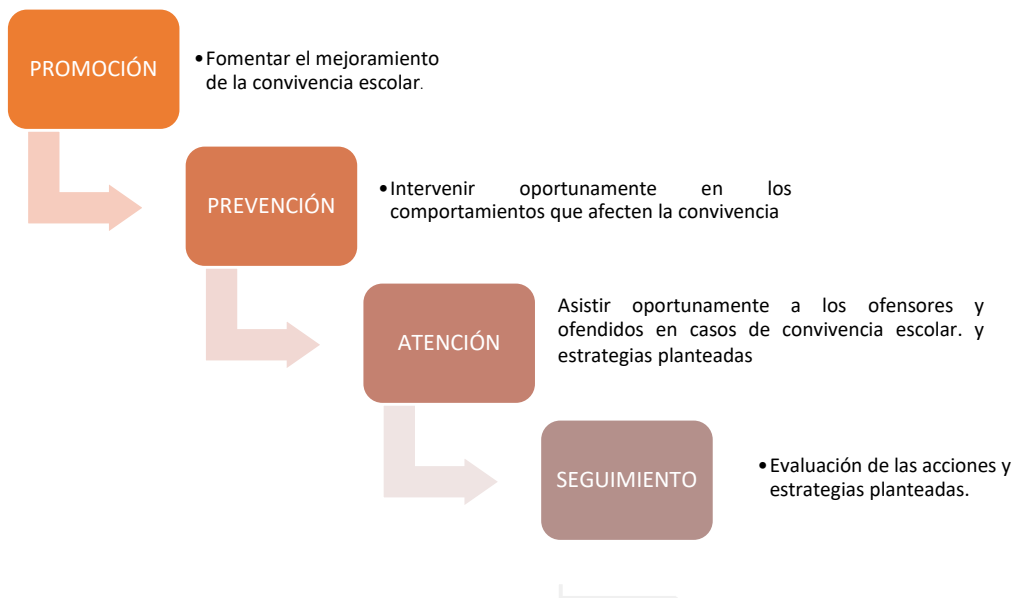 PROMOCIÓN
•Fomentar el mejoramiento
de la convivencia escolar.
PREVENCIÓN
•Intervenir oportunamente en los
comportamientos que afecten la convivencia
ATENCIÓN
Asistir oportunamente a los ofensores y
ofendidos en casos de convivencia escolar. y
estrategias planteadas
SEGUIMIENTO
•Evaluación de las acciones y
estrategias planteadas.